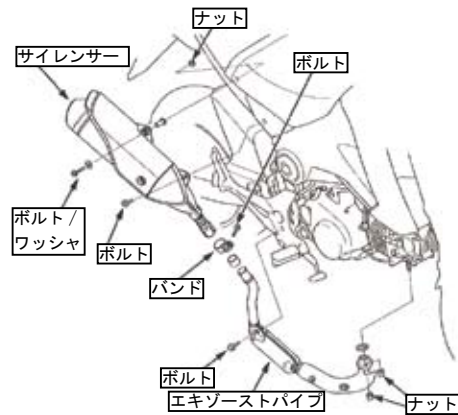 ナット
サイレンサー
ボルト
ボルト /
ワッシャ
ボルト
バンド
ボルト
エキゾーストパイプ
ナット